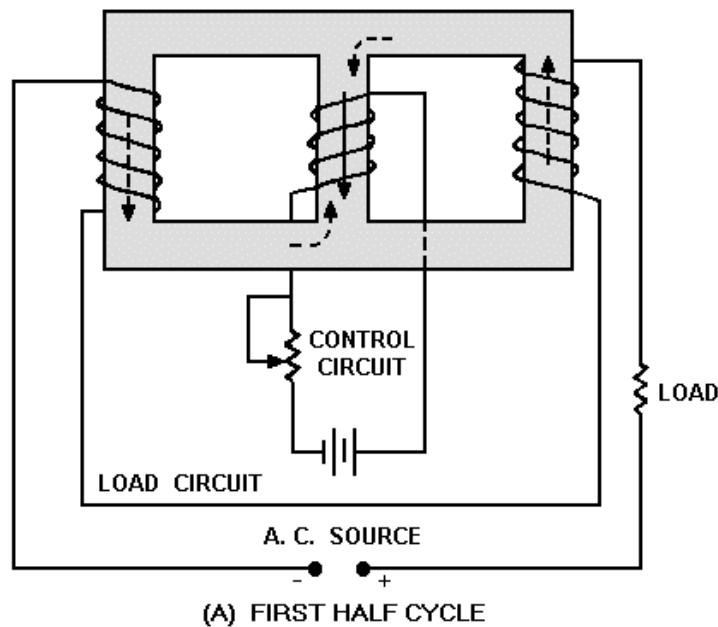 CONTROL
CIRCUIT
LOAD
LOAD CIRCUIT
A. C. SOURCE
- +
(A) FIRST HALF CYCLE